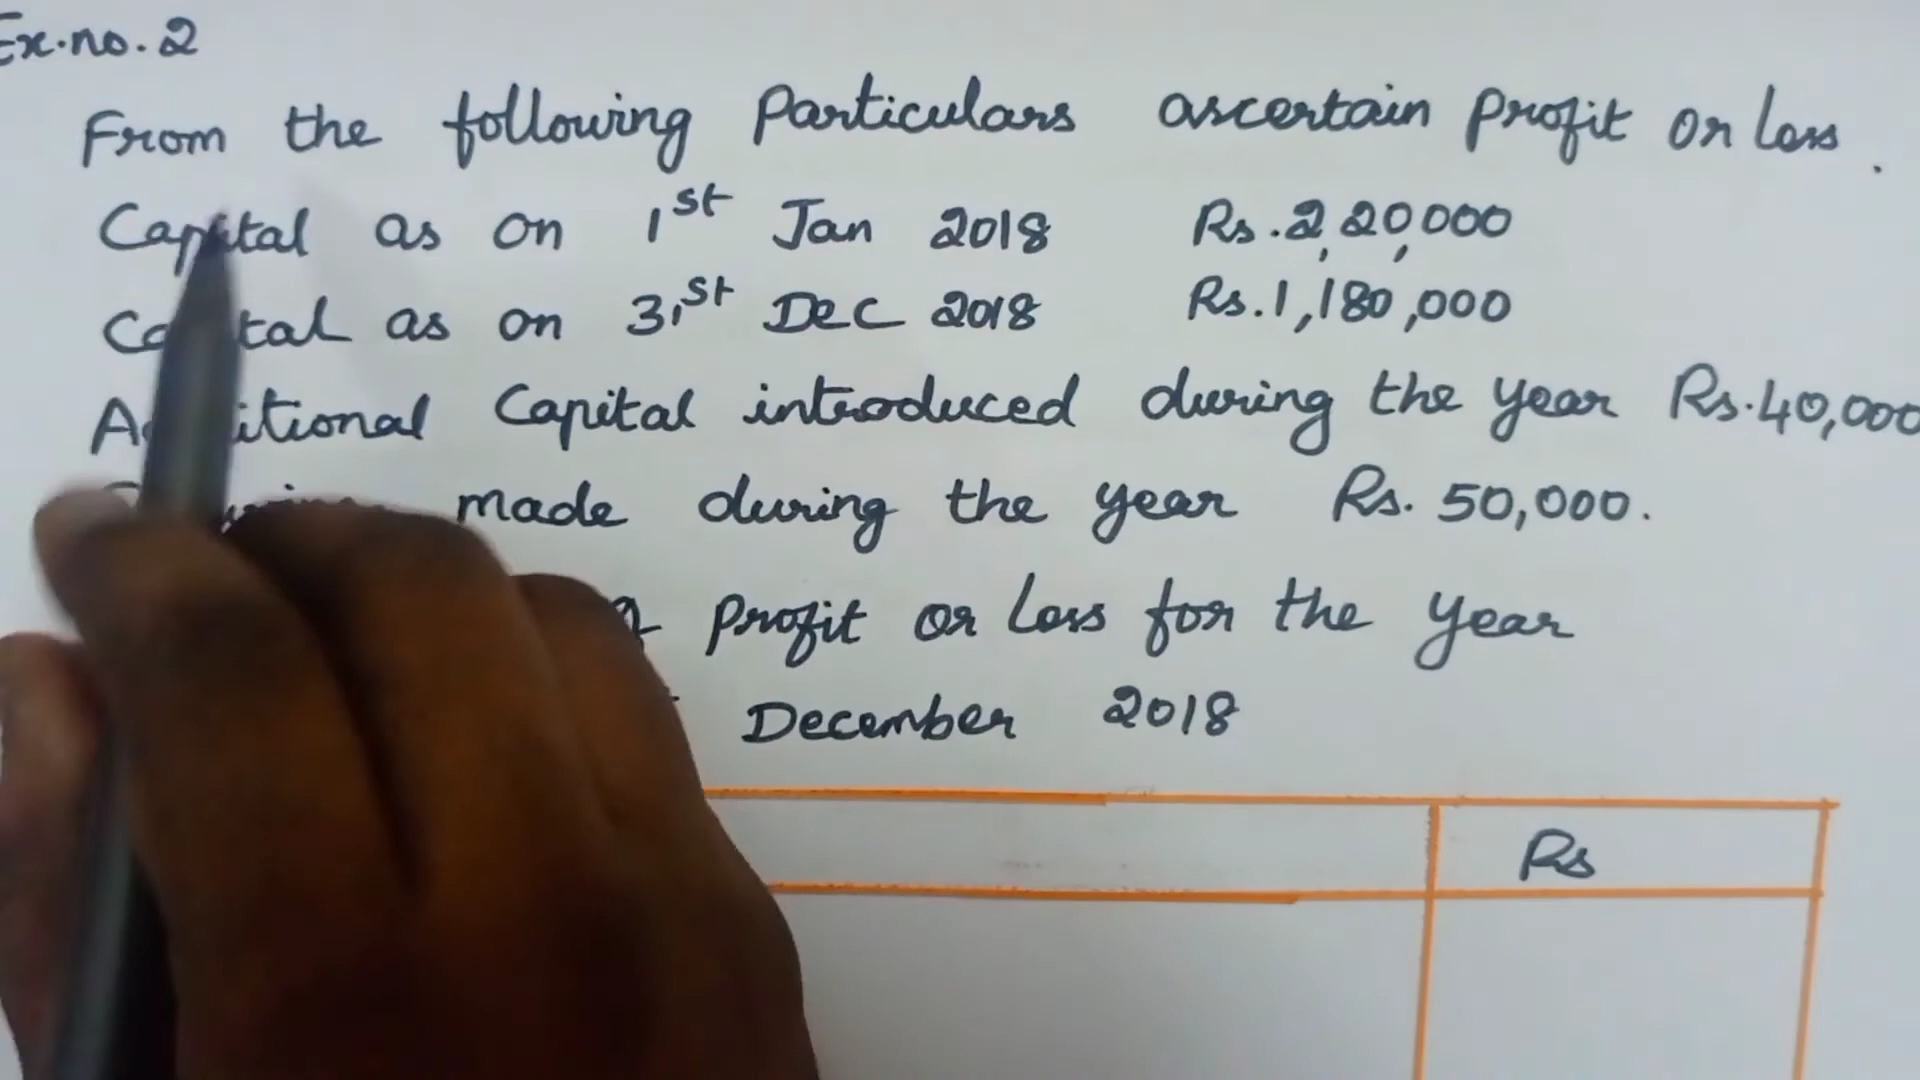 Ex.no.2
From the following Particulars ascertain Profit or Loss.
Capital as on 1st Jan 2018 Rs.2,20,000
Capital as on 31st Dec 2018 Rs.1,180,000
Additional Capital introduced during the year Rs.40,000
made during the year Rs. 50,000.
Profit or Loss for the Year
December 2018
Rs